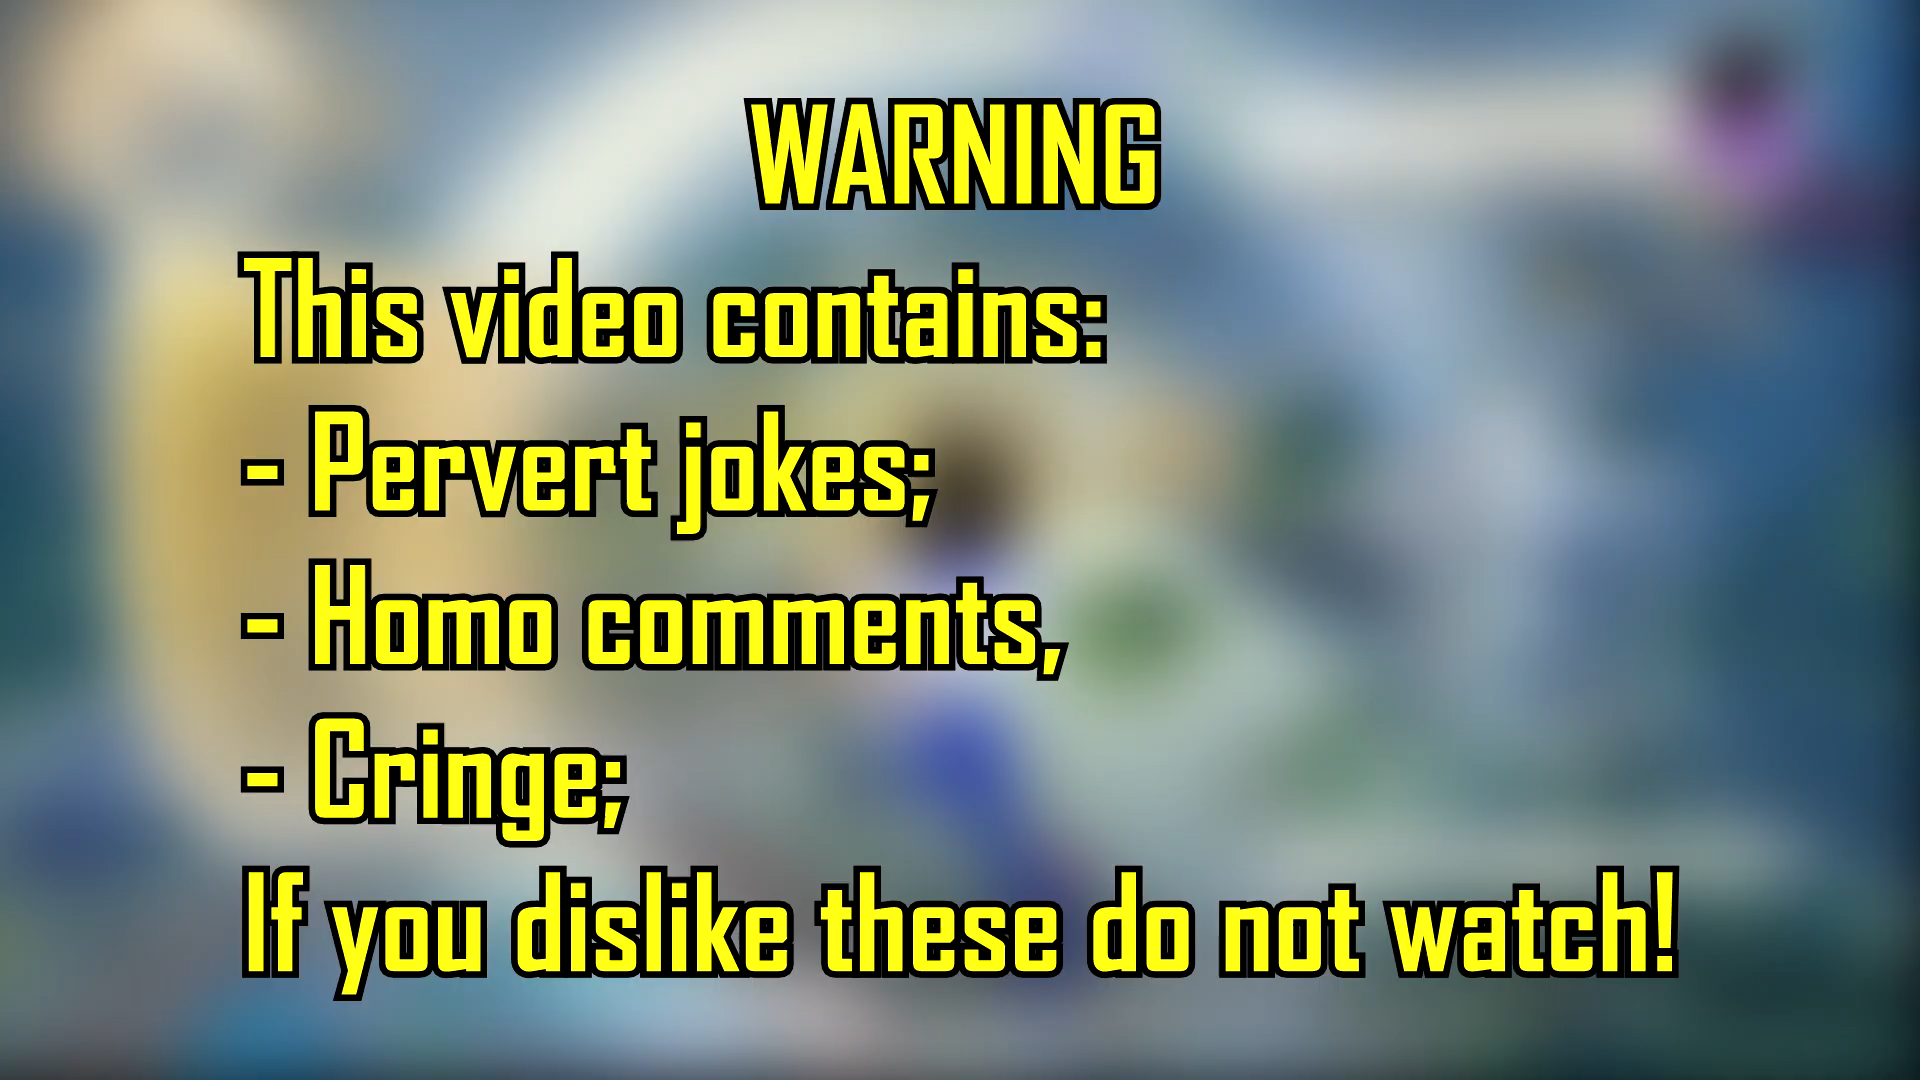 WARNING
This video contains:
- Pervert jokes;
- Homo comments,
- Cringe;
If you dislike these do not watch!